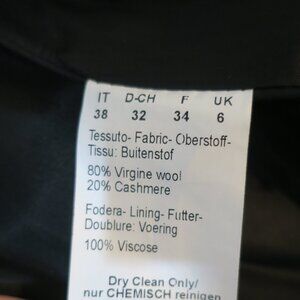 IT D-CH F UK
38 32 34 6
Tessuto- Fabric- Oberstoff-
Tissu: Buitenstof
80% Virgine wool
20% Cashmere
Fodera- Lining- Futter-
Doublure: Voering
100% Viscose
Dry Clean Only/
nur CHEMISCH reinigen